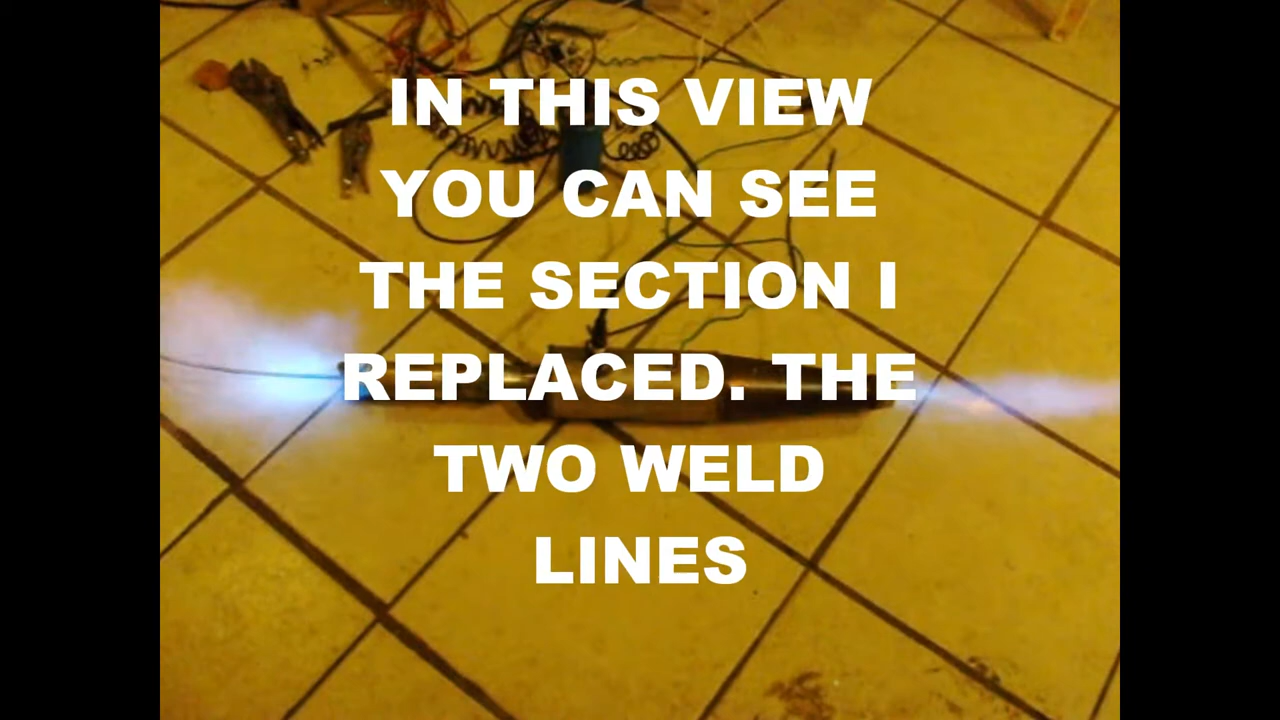 IN THIS VIEW
YOU CAN SEE
THE SECTION I
REPLACED. THE
TWO WELD
LINES